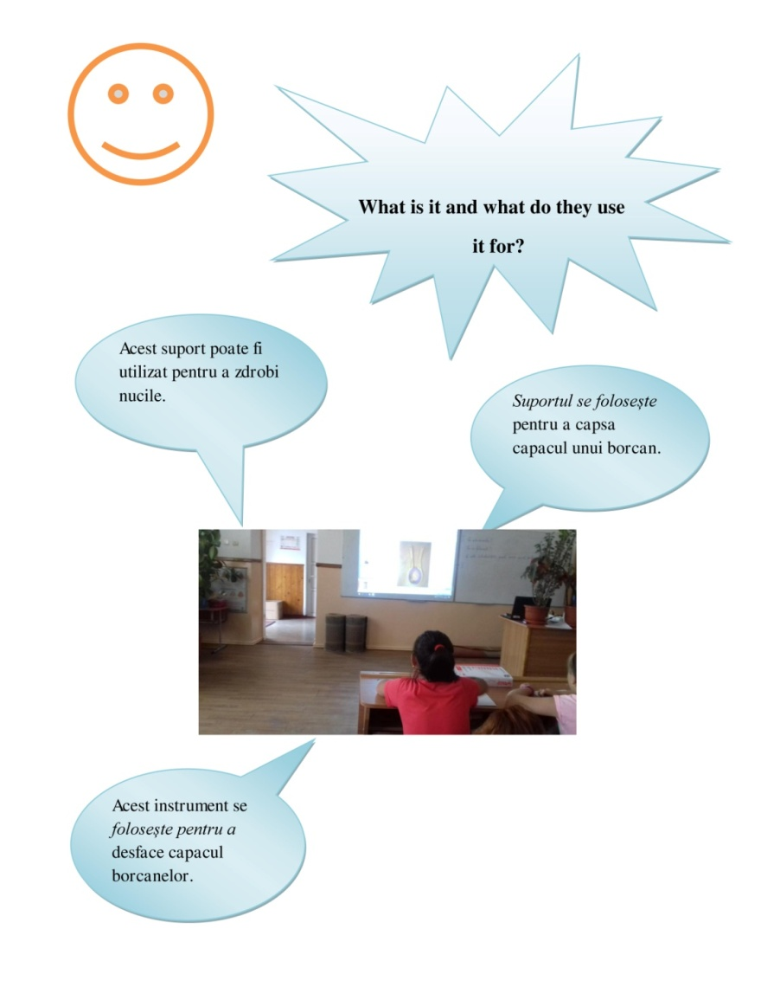 What is it and what do they use
it for?
Acest suport poate fi
utilizat pentru a zdrobi
nucile.
Suportul se folosește
pentru a capsa
capacul unui borcan.
Acest instrument se
folosește pentru a
desface capacul
borcanelor.